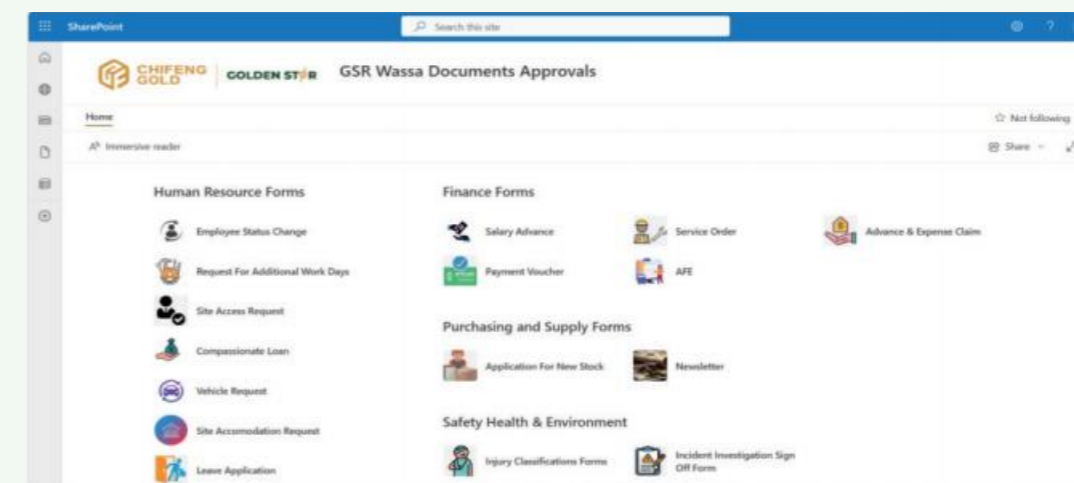 SharePoint
Search this site
?
CHIFENG
GOLD
GOLDEN STAR
GSR Wassa Documents Approvals
Home
Not following
Immersive reader
Share
Human Resource Forms
Employee Status Change
Request For Additional Work Days
Site Access Request
Compassionate Loan
Vehicle Request
Site Accomodation Request
Leave Application
Finance Forms
Salary Advance
Service Order
Advance & Expense Claim
Payment Voucher
AFE
Purchasing and Supply Forms
Application For New Stock
Newsletter
Safety Health & Environment
Injury Classifications Forms
Incident Investigation Sign
Off Form